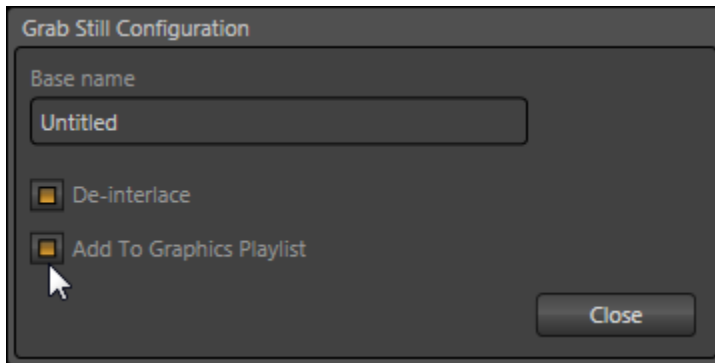 Grab Still Configuration
Base name
Untitled
De-interlace
Add To Graphics Playlist
Close